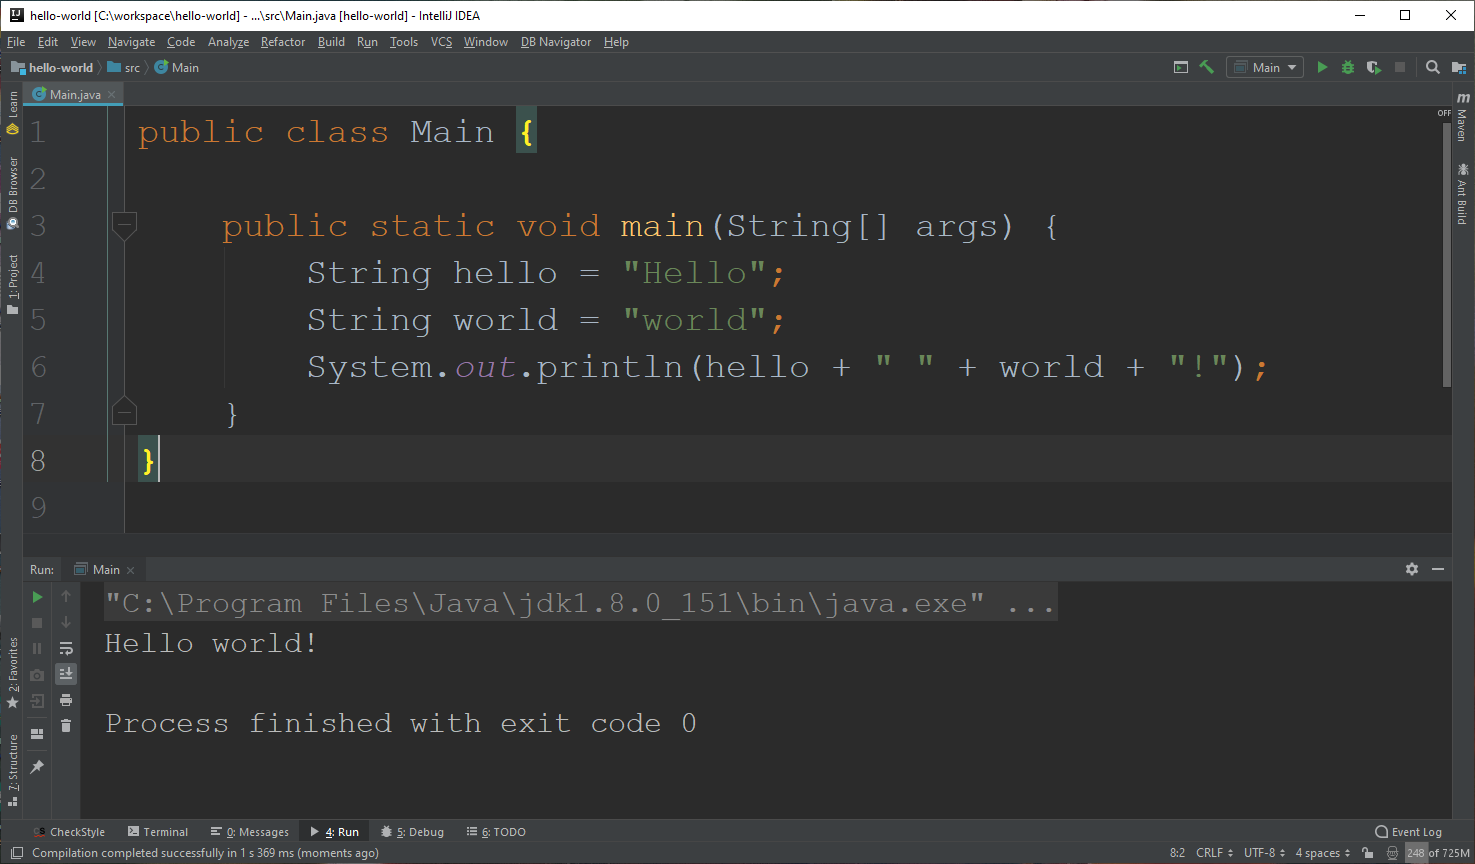 hello-world [C:\workspace\hello-world] - ...\src\Main.java [hello-world] - IntelliJ IDEA
File Edit View Navigate Code Analyze Refactor Build Run Tools VCS Window DB Navigator Help
hello-world src Main
Main
Main.java
Learn
DB Browser
1: Project
2: Favorites
7: Structure
OFF
m Maven
Ant Build
1 public class Main {
2
3     public static void main(String[] args) {
4         String hello = "Hello";
5         String world = "world";
6         System.out.println(hello + " " + world + "!");
7     }
8 }
9
Run: Main
"C:\Program Files\Java\jdk1.8.0_151\bin\java.exe" ...
Hello world!
Process finished with exit code 0
CS CheckStyle Terminal 0: Messages 4: Run 5: Debug 6: TODO Event Log
Compilation completed successfully in 1 s 369 ms (moments ago) 8:2 CRLF UTF-8 4 spaces 248 of 725M